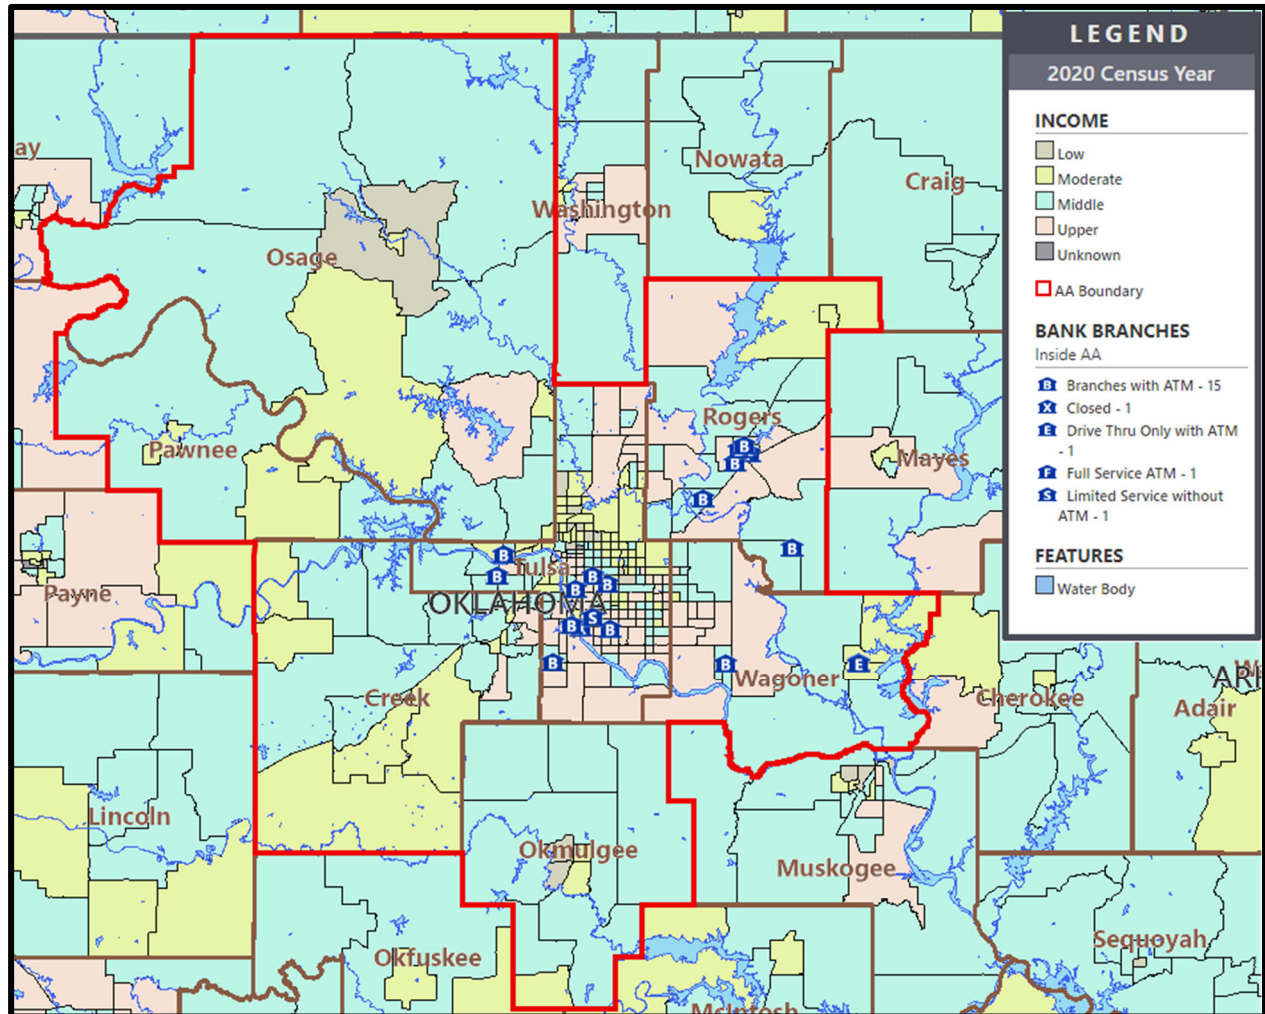 LEGEND
2020 Census Year
INCOME
Low
Moderate
Middle
Upper
Unknown
AA Boundary
BANK BRANCHES
Inside AA
B Branches with ATM - 15
X Closed - 1
E Drive Thru Only with ATM
- 1
F Full Service ATM - 1
S Limited Service without
ATM - 1
FEATURES
Water Body
ay
Nowata
Craig
Washington
Osage
Rogers
Pawnee
Mayes
B
B
B
B
B
Tulsa
B
B
B
B
Payne
OKLAHOMA
S
B
B
B
B
E
Wagoner
Creek
Cherokee
AR
Adair
Lincoln
Okmulgee
Muskogee
Okfuskee
Sequoyah
McIntosh